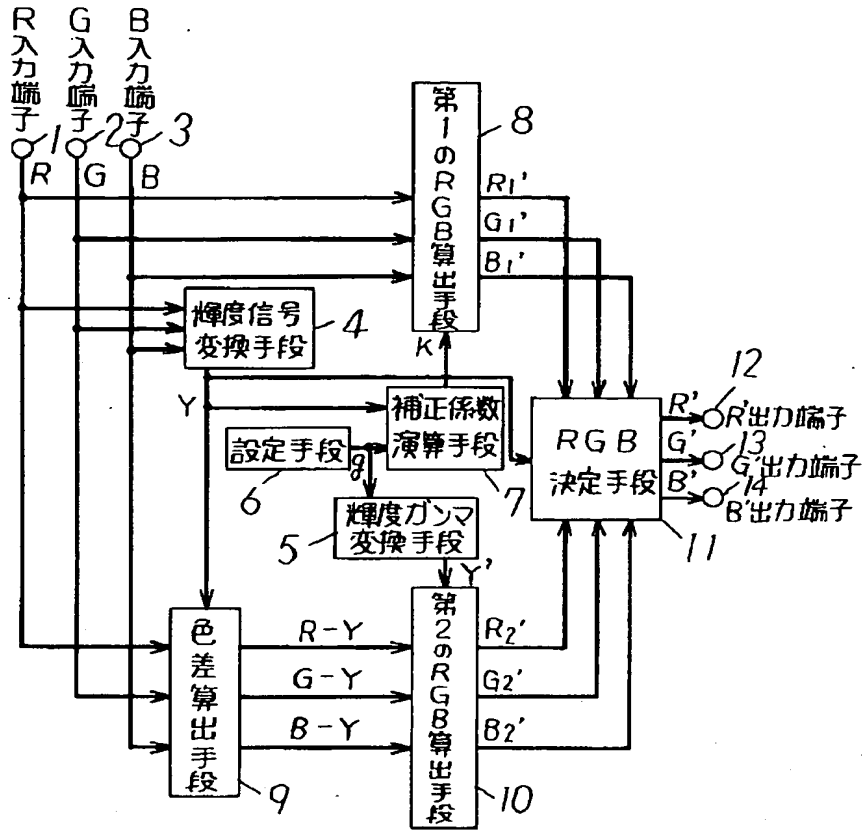 R入力端子
G入力端子
B入力端子
1
2
3
R
G
B
第1のRGB算出手段
8
R1'
G1'
B1'
輝度信号
変換手段
4
K
Y
補正係数
演算手段
7
設定手段
6
g
輝度ガンマ
変換手段
5
Y'
RGB
決定手段
11
R'
12
R'出力端子
G'
13
G'出力端子
B'
14
B'出力端子
色差算出手段
9
R-Y
G-Y
B-Y
第2のRGB算出手段
10
R2'
G2'
B2'